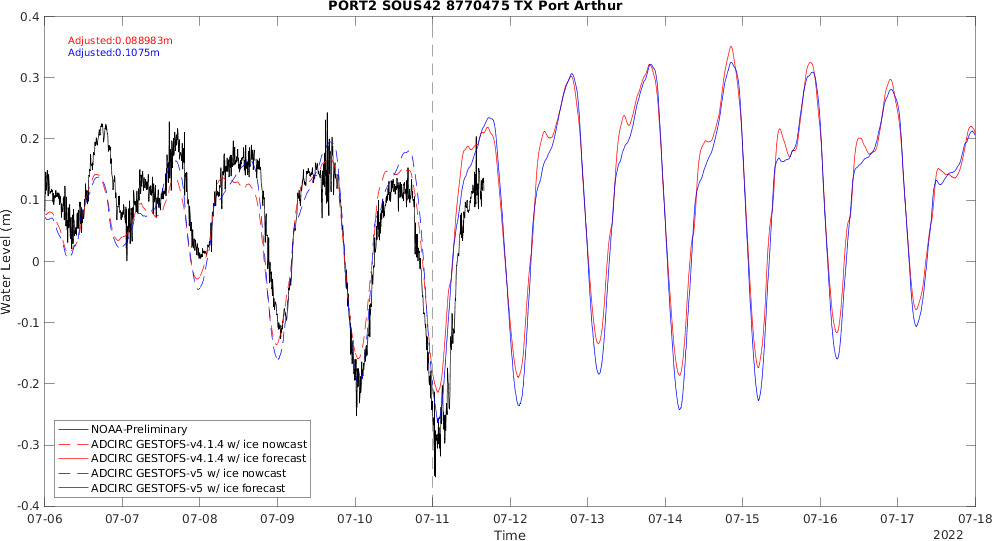 PORT2 SOUS42 8770475 TX Port Arthur
Adjusted:0.088983m
Adjusted:0.1075m
Water Level (m)
0.4
0.3
0.2
0.1
0
-0.1
-0.2
-0.3
-0.4
NOAA-Preliminary
ADCIRC GESTOFS-v4.1.4 w/ ice nowcast
ADCIRC GESTOFS-v4.1.4 w/ ice forecast
ADCIRC GESTOFS-v5 w/ ice nowcast
ADCIRC GESTOFS-v5 w/ ice forecast
07-06 07-07 07-08 07-09 07-10 07-11 07-12 07-13 07-14 07-15 07-16 07-17 07-18
Time
2022